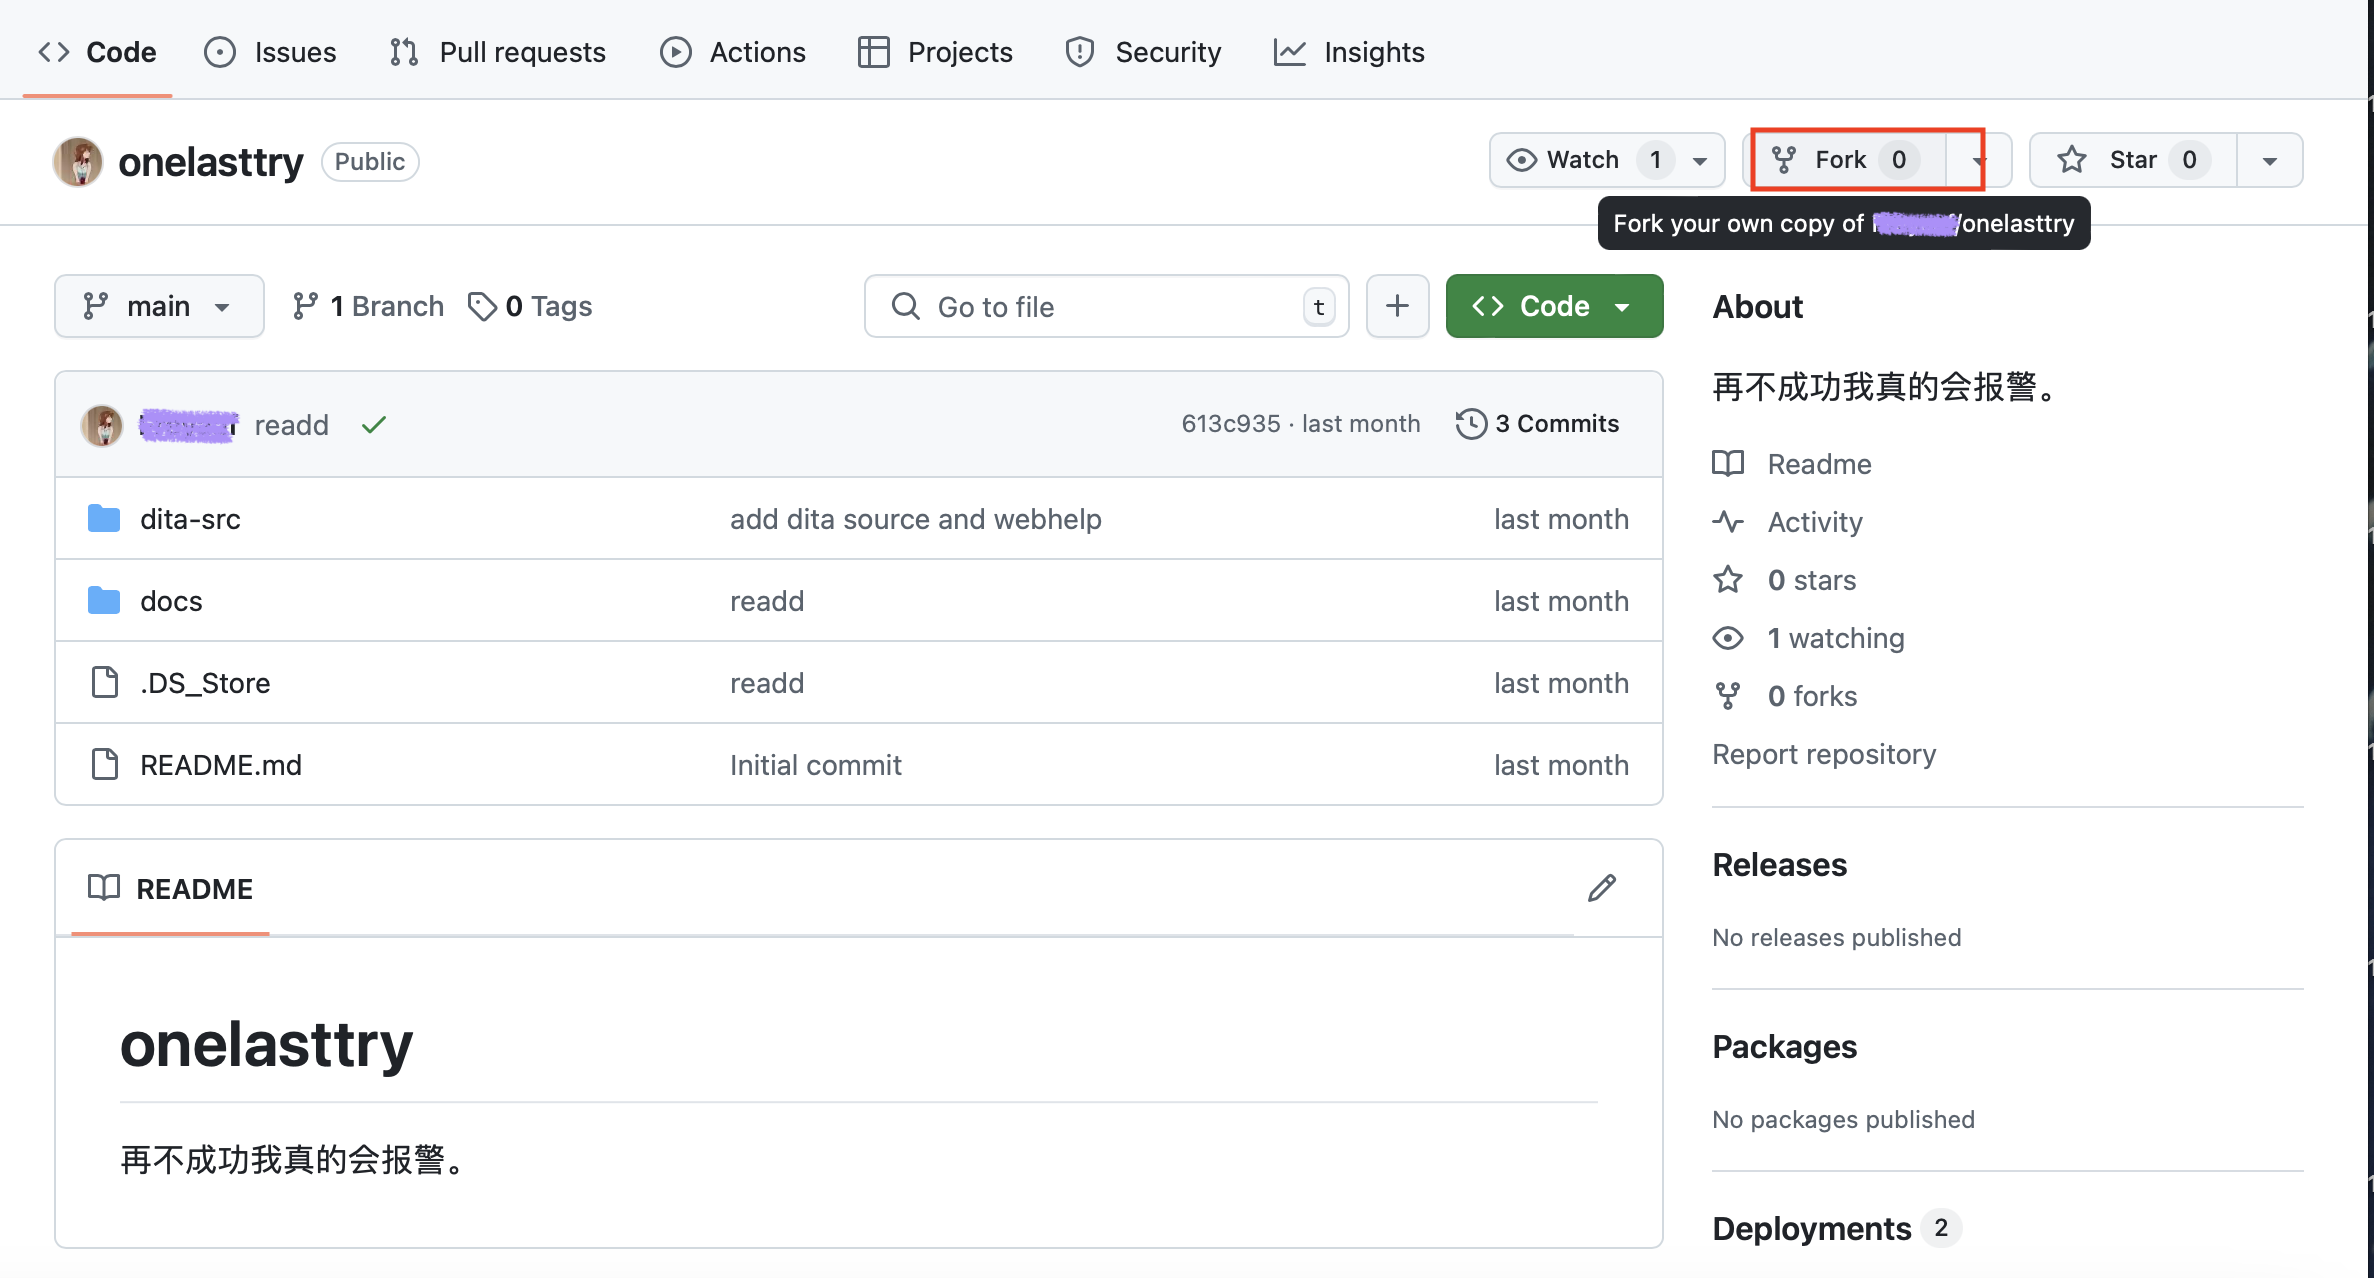 Code Issues Pull requests Actions Projects Security Insights
onelasttry Public Watch 1 Fork 0 Star 0
Fork your own copy of /onelasttry
main 1 Branch 0 Tags Go to file t + Code
readd 613c935 · last month 3 Commits
dita-src add dita source and webhelp last month
docs readd last month
.DS_Store readd last month
README.md Initial commit last month
README
onelasttry
再不成功我真的会报警。
About
再不成功我真的会报警。
Readme
Activity
0 stars
1 watching
0 forks
Report repository
Releases
No releases published
Packages
No packages published
Deployments 2